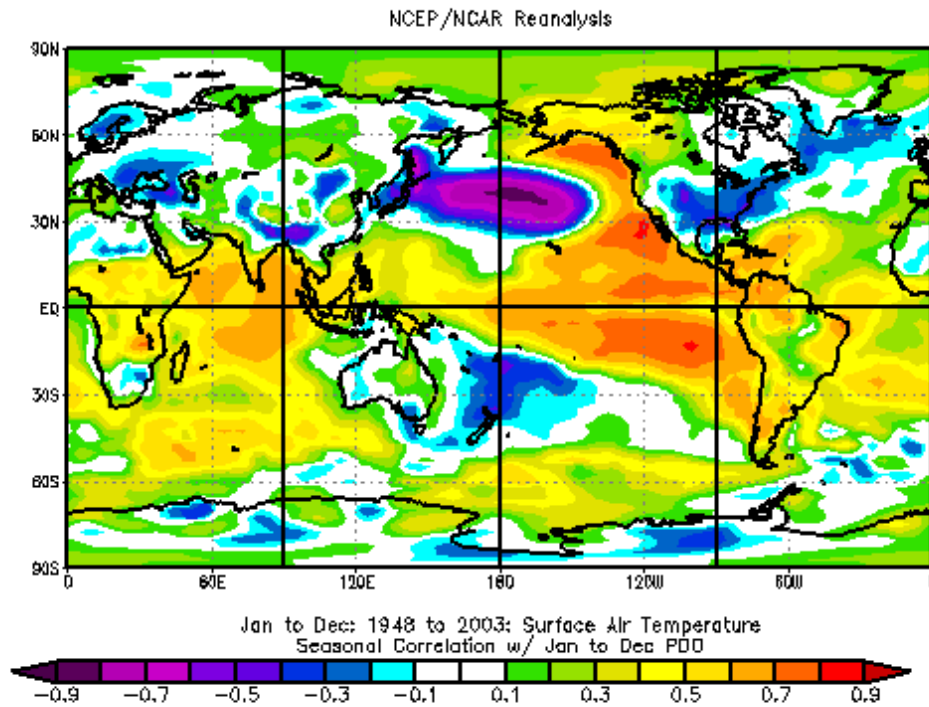 NCEP/NCAR Reanalysis
90N
60N
30N
EQ
30S
60S
90S
0 60E 120E 180 120W 60W 0
Jan to Dec: 1948 to 2003: Surface Air Temperature
Seasonal Correlation w/ Jan to Dec PDO
-0.9 -0.7 -0.5 -0.3 -0.1 0.1 0.3 0.5 0.7 0.9